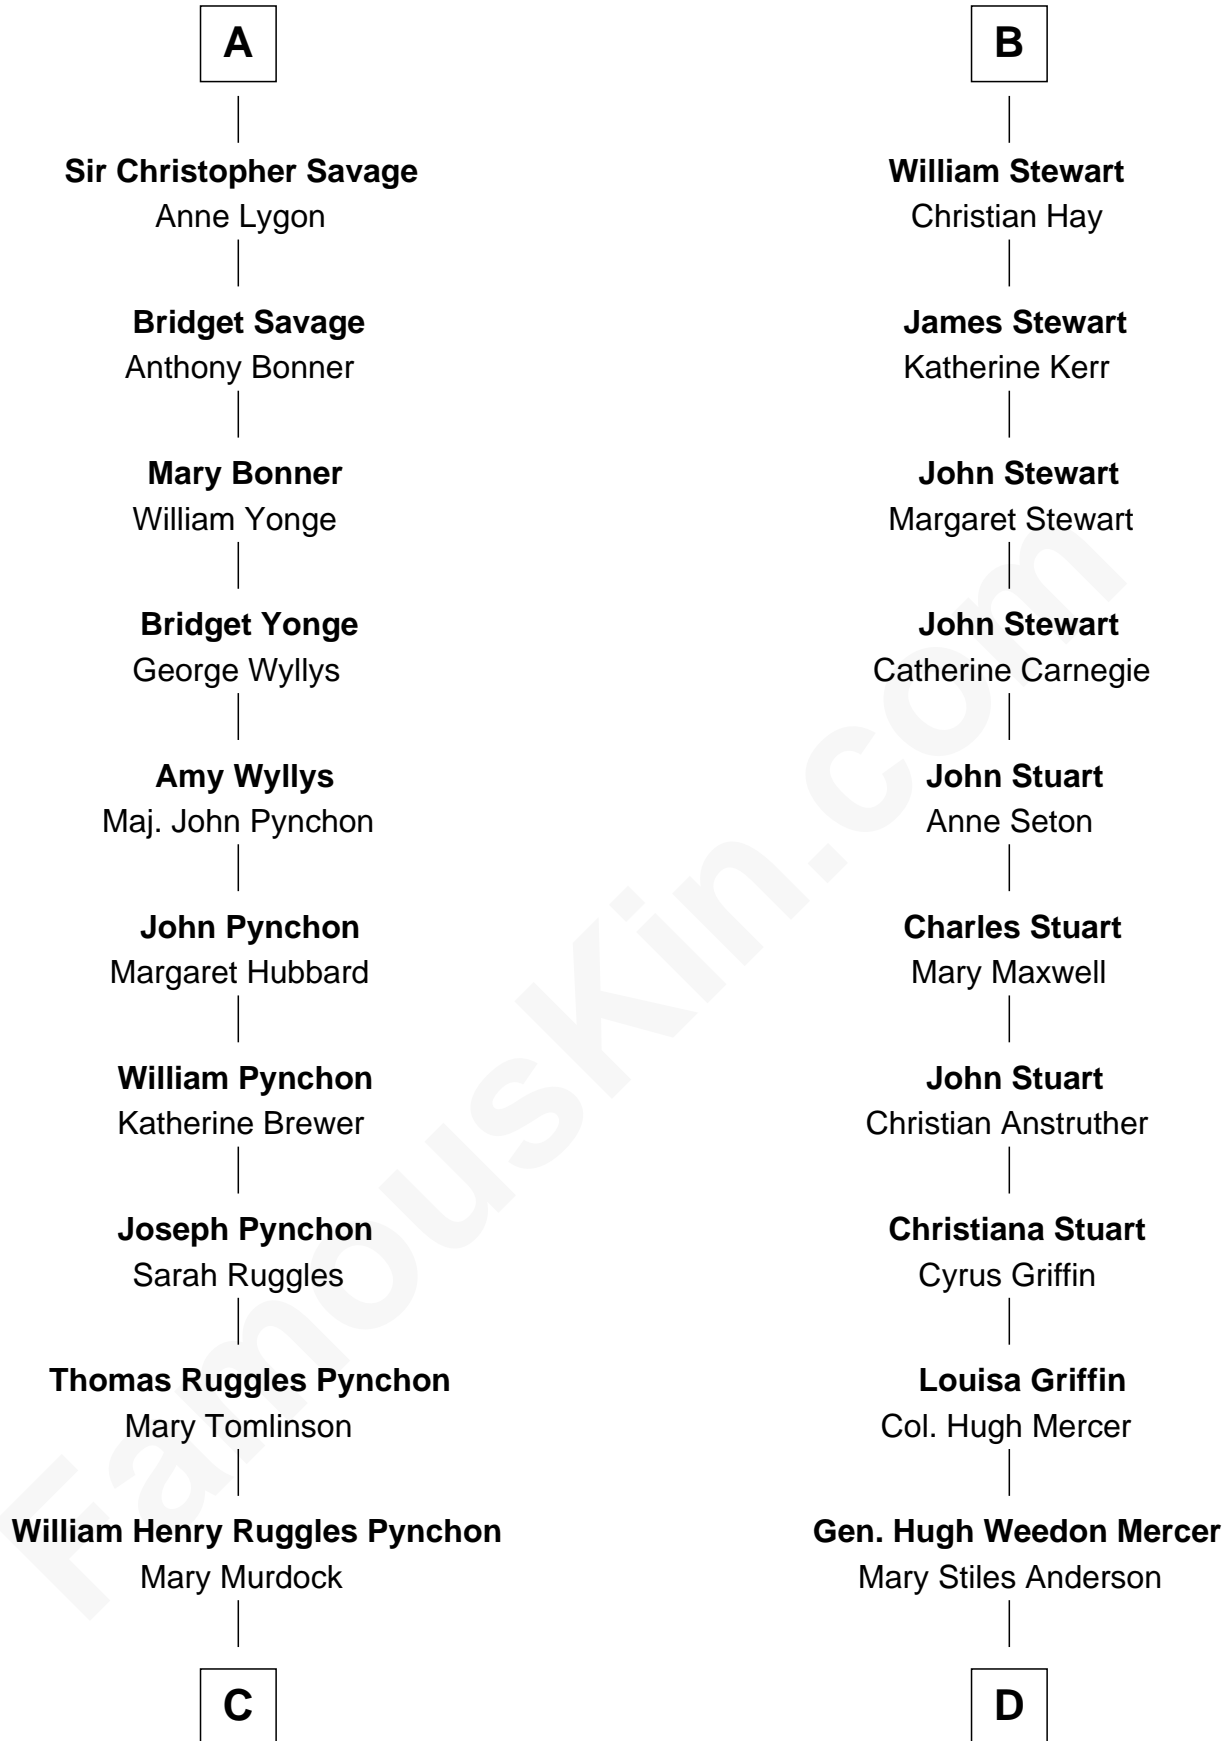 A
Sir Christopher Savage
Anne Lygon
Bridget Savage
Anthony Bonner
Mary Bonner
William Yonge
Bridget Yonge
George Wyllys
Amy Wyllys
Maj. John Pynchon
John Pynchon
Margaret Hubbard
William Pynchon
Katherine Brewer
Joseph Pynchon
Sarah Ruggles
Thomas Ruggles Pynchon
Mary Tomlinson
William Henry Ruggles Pynchon
Mary Murdock
C
B
William Stewart
Christian Hay
James Stewart
Katherine Kerr
John Stewart
Margaret Stewart
John Stewart
Catherine Carnegie
John Stuart
Anne Seton
Charles Stuart
Mary Maxwell
John Stuart
Christian Anstruther
Christiana Stuart
Cyrus Griffin
Louisa Griffin
Col. Hugh Mercer
Gen. Hugh Weedon Mercer
Mary Stiles Anderson
D
FamousKin.com